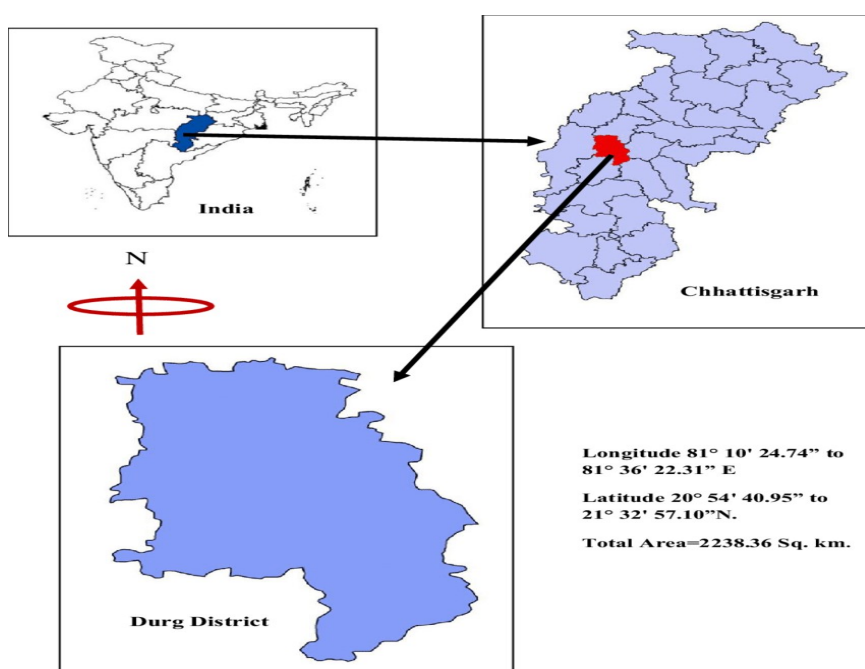 India
Chhattisgarh
N
Durg District
Longitude 81° 10' 24.74” to
81° 36' 22.31” E
Latitude 20° 54' 40.95” to
21° 32' 57.10”N.
Total Area=2238.36 Sq. km.